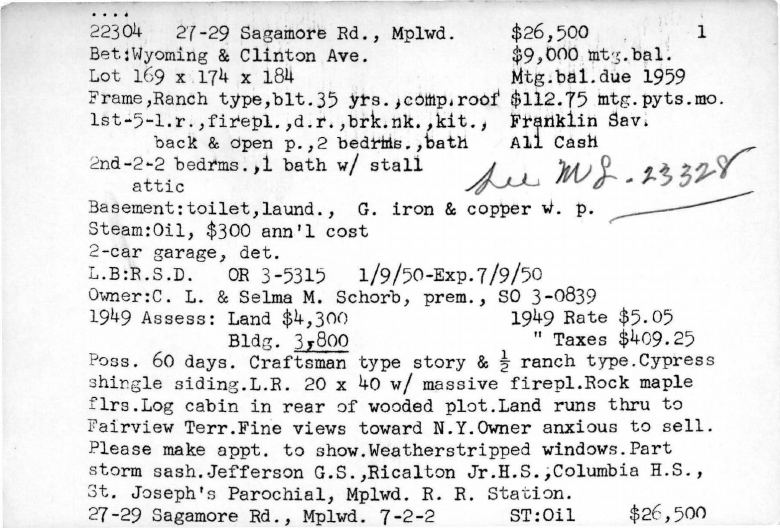 22304 27-29 Sagamore Rd., Mplwd. $26,500 1
Bet:Wyoming & Clinton Ave. $9,000 mtg.bal.
Lot 169 x 174 x 184 Mtg.bal.due 1959
Frame,Ranch type,blt.35 yrs.,comp.roof $112.75 mtg.pyts.mo.
1st-5-l.r.,firepl.,d.r.,brk.nk.,kit., Franklin Sav.
back & open p.,2 bedrms.,bath All Cash
2nd-2-2 bedrms.,1 bath w/ stall
See ML-23328
attic
Basement:toilet,laund., G. iron & copper w. p.
Steam:Oil, $300 ann'l cost
2-car garage, det.
L.B:R.S.D. OR 3-5315 1/9/50-Exp.7/9/50
Owner:C. L. & Selma M. Schorb, prem., SO 3-0839
1949 Assess: Land $4,300 1949 Rate $5.05
Bldg. 3,800 " Taxes $409.25
Poss. 60 days. Craftsman type story & ½ ranch type.Cypress
shingle siding.L.R. 20 x 40 w/ massive firepl.Rock maple
flrs.Log cabin in rear of wooded plot.Land runs thru to
Fairview Terr.Fine views toward N.Y.Owner anxious to sell.
Please make appt. to show.Weatherstripped windows.Part
storm sash.Jefferson G.S.,Ricalton Jr.H.S.,Columbia H.S.,
St. Joseph's Parochial, Mplwd. R. R. Station.
27-29 Sagamore Rd., Mplwd. 7-2-2 ST:Oil $26,500